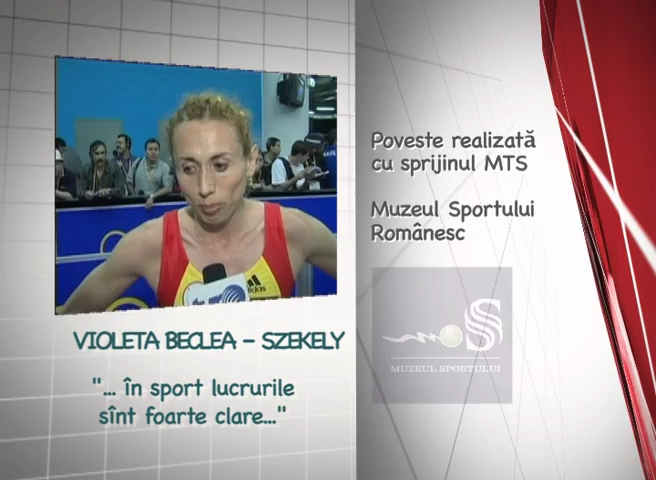 VIOLETA BECLEA - SZEKELY
"... în sport lucrurile
sînt foarte clare..."
Poveste realizată
cu sprijinul MTS
Muzeul Sportului
Românesc
MUZEUL SPORTULUI
adidas